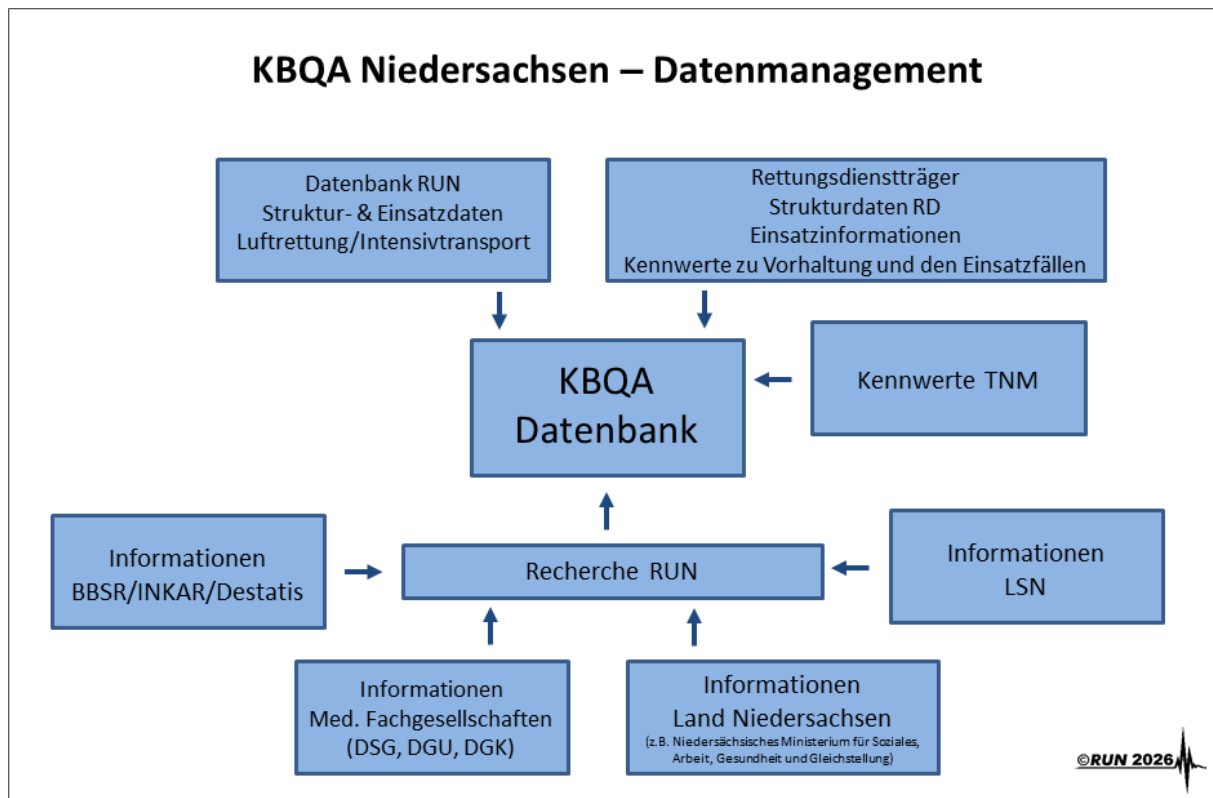 KBQA Niedersachsen – Datenmanagement
Datenbank RUN
Struktur- & Einsatzdaten
Luftrettung/Intensivtransport
Rettungsdienstträger
Strukturdaten RD
Einsatzinformationen
Kennwerte zu Vorhaltung und den Einsatzfällen
KBQA
Datenbank
Kennwerte TNM
Informationen
BBSR/INKAR/Destatis
Recherche RUN
Informationen
LSN
Informationen
Med. Fachgesellschaften
(DSG, DGU, DGK)
Informationen
Land Niedersachsen
(z.B. Niedersächsisches Ministerium für Soziales,
Arbeit, Gesundheit und Gleichstellung)
©RUN 2026